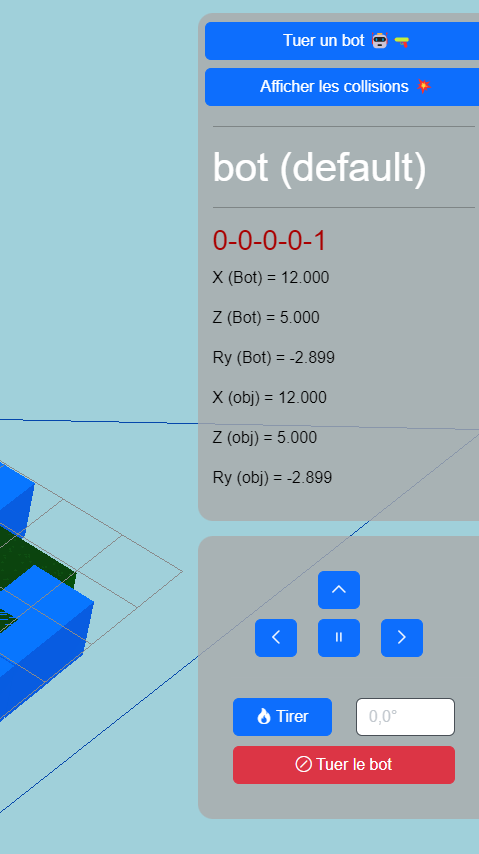 Tuer un bot 🤖 🔫
Afficher les collisions 💥
bot (default)
0-0-0-0-1
X (Bot) = 12.000
Z (Bot) = 5.000
Ry (Bot) = -2.899
X (obj) = 12.000
Z (obj) = 5.000
Ry (obj) = -2.899
Tirer
0,0°
Tuer le bot